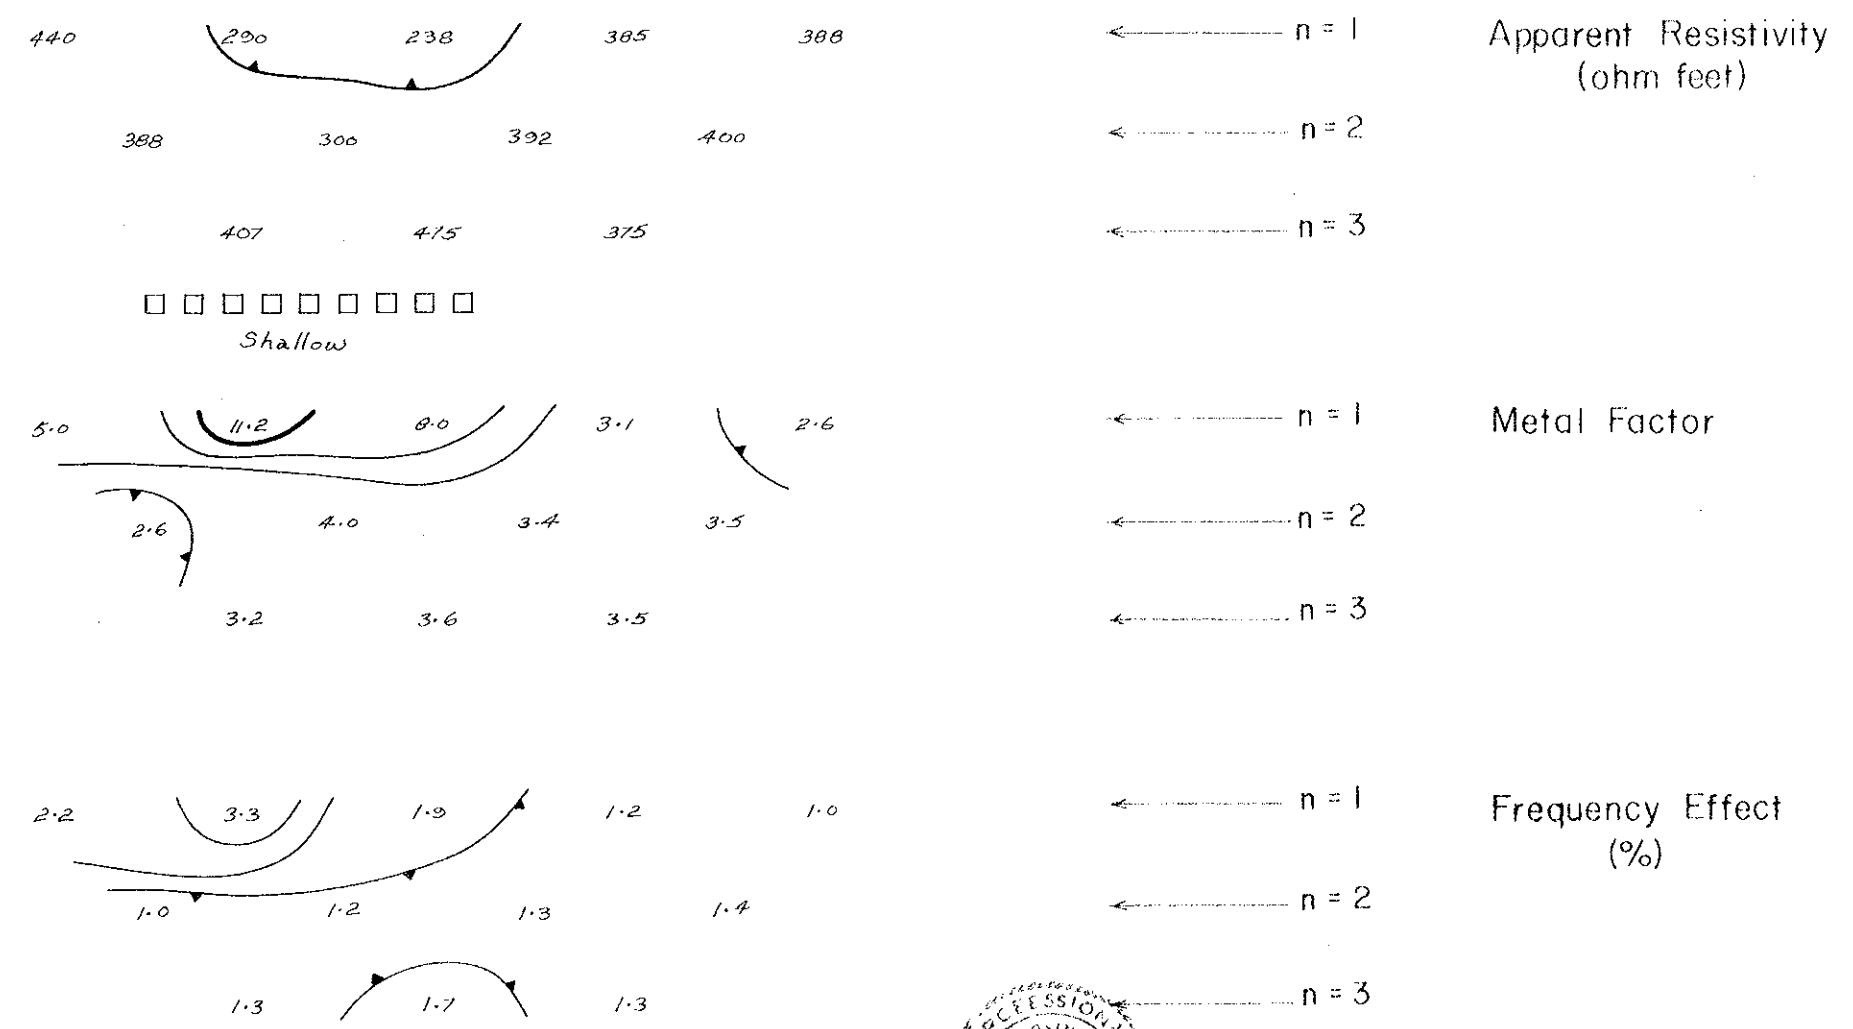 440 290 238 385 388 n = 1 Apparent Resistivity
(ohm feet)
388 300 392 400 n = 2
407 475 375 n = 3
Shallow
5.0 11.2 8.0 3.1 2.6 n = 1 Metal Factor
2.6 4.0 3.4 3.5 n = 2
3.2 3.6 3.5 n = 3
2.2 3.3 1.9 1.2 1.0 n = 1 Frequency Effect
(%)
1.0 1.2 1.3 1.4 n = 2
1.3 1.7 1.3 n = 3